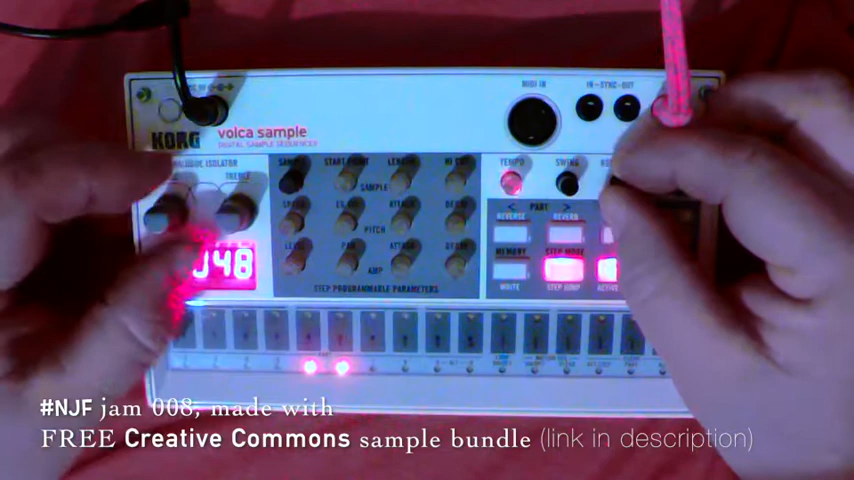 MIDI IN
IN-SYNC-OUT
KORG
volca sample
DIGITAL SAMPLE SEQUENCER
ANALOGUE ISOLATOR
TREBLE
START POINT
LENGTH
HI CUT
TEMPO
SWING
SAMPLE
< PART >
REVERSE
REVERB
SPEED
ATTACK
DECAY
PITCH
MEMORY
STEP MODE
48
LEVEL
PAN
ATTACK
DECAY
AMP
WRITE
STEP JUMP
ACTIVE
STEP PROGRAMMABLE PARAMETERS
#NJF jam 008, made with
FREE Creative Commons sample bundle (link in description)